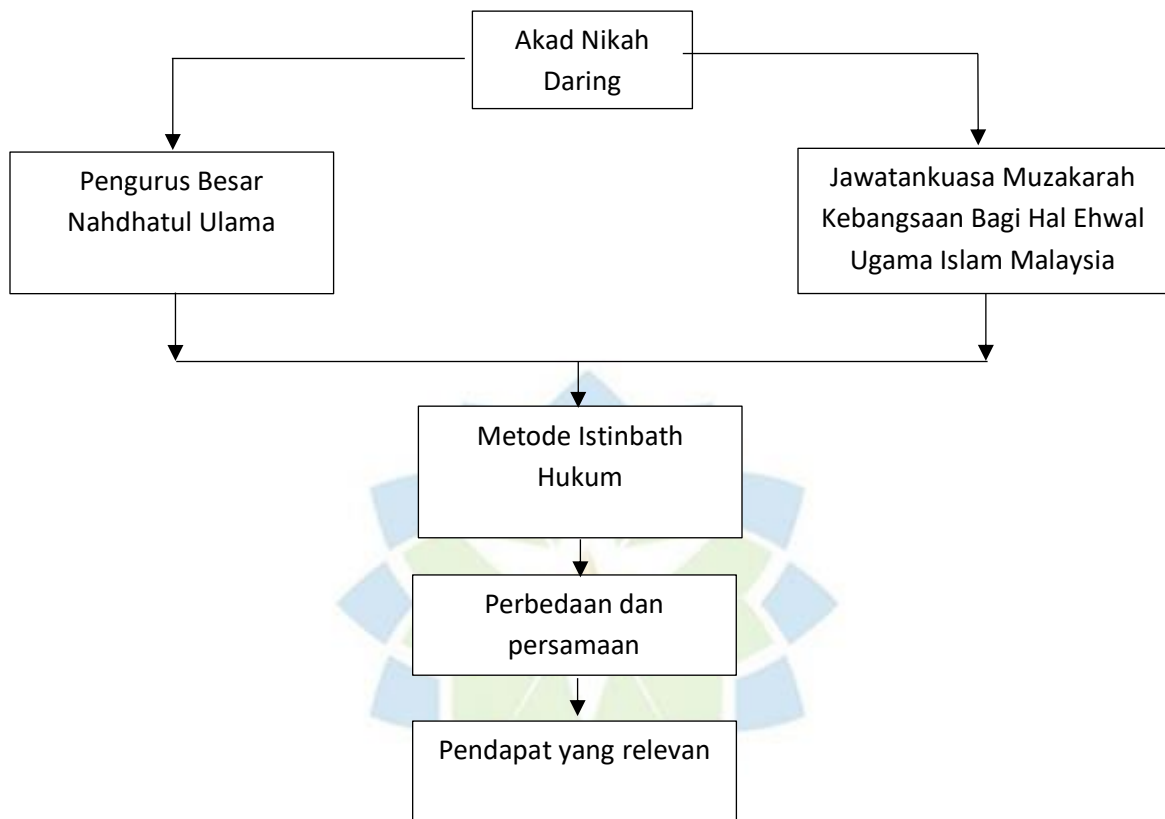 Akad Nikah
Daring
Pengurus Besar
Nahdhatul Ulama
Jawatankuasa Muzakarah
Kebangsaan Bagi Hal Ehwal
Ugama Islam Malaysia
Metode Istinbath
Hukum
Perbedaan dan
persamaan
Pendapat yang relevan